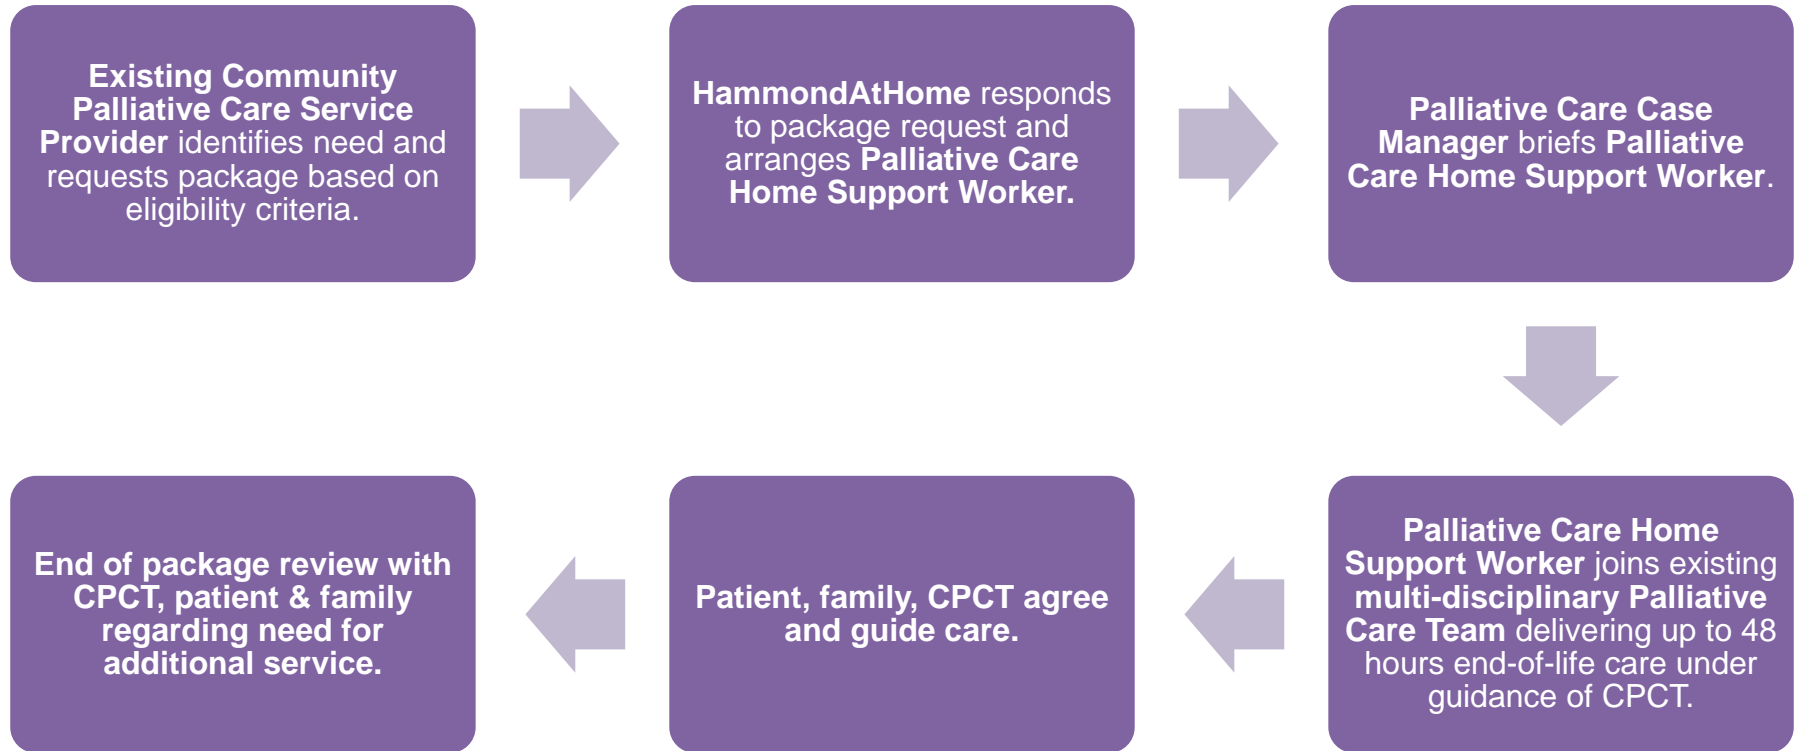 Existing Community
Palliative Care Service
Provider identifies need and
requests package based on
eligibility criteria.
HammondAtHome responds
to package request and
arranges Palliative Care
Home Support Worker.
Palliative Care Case
Manager briefs Palliative
Care Home Support Worker.
Palliative Care Home
Support Worker joins existing
multi-disciplinary Palliative
Care Team delivering up to 48
hours end-of-life care under
guidance of CPCT.
Patient, family, CPCT agree
and guide care.
End of package review with
CPCT, patient & family
regarding need for
additional service.